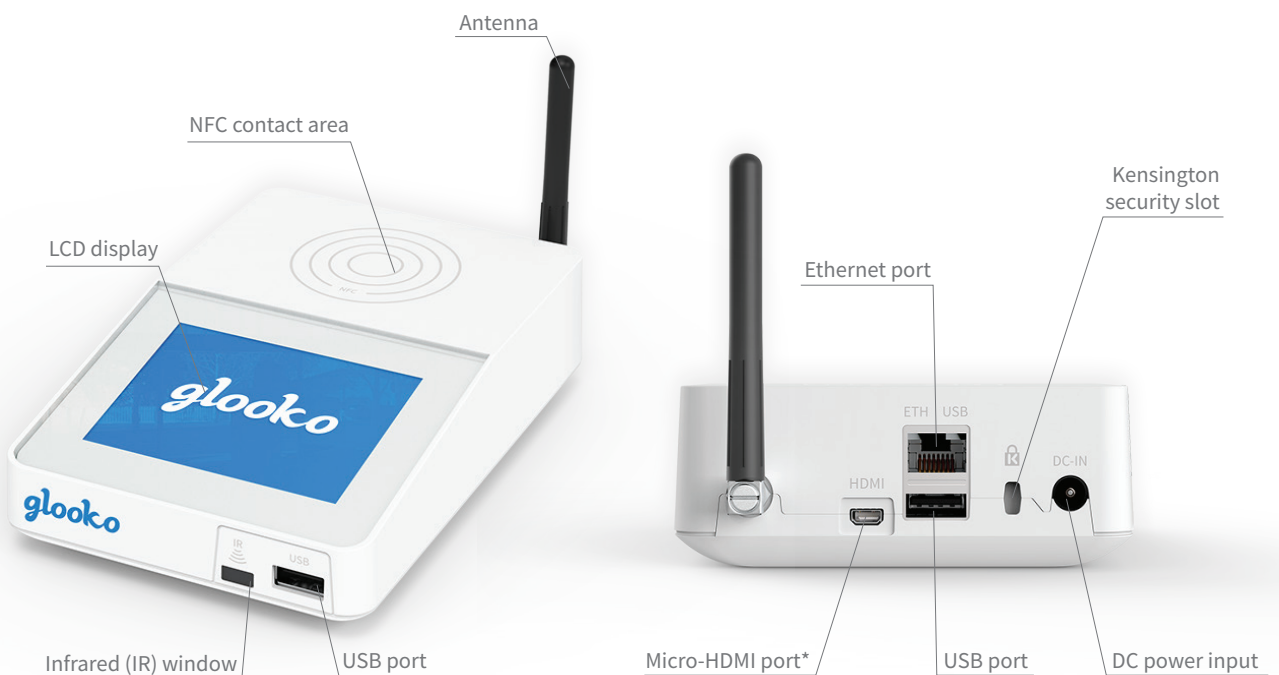 Antenna
NFC contact area
Kensington
security slot
LCD display
Ethernet port
NFC
glooko
ETH USB
DC-IN
HDMI
glooko
IR
USB
Infrared (IR) window
USB port
Micro-HDMI port*
USB port
DC power input